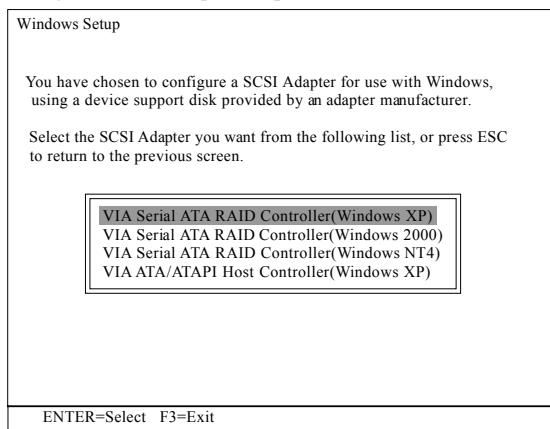 Windows Setup
You have chosen to configure a SCSI Adapter for use with Windows,
using a device support disk provided by an adapter manufacturer.
Select the SCSI Adapter you want from the following list, or press ESC
to return to the previous screen.
VIA Serial ATA RAID Controller(Windows XP)
VIA Serial ATA RAID Controller(Windows 2000)
VIA Serial ATA RAID Controller(Windows NT4)
VIA ATA/ATAPI Host Controller(Windows XP)
ENTER=Select F3=Exit